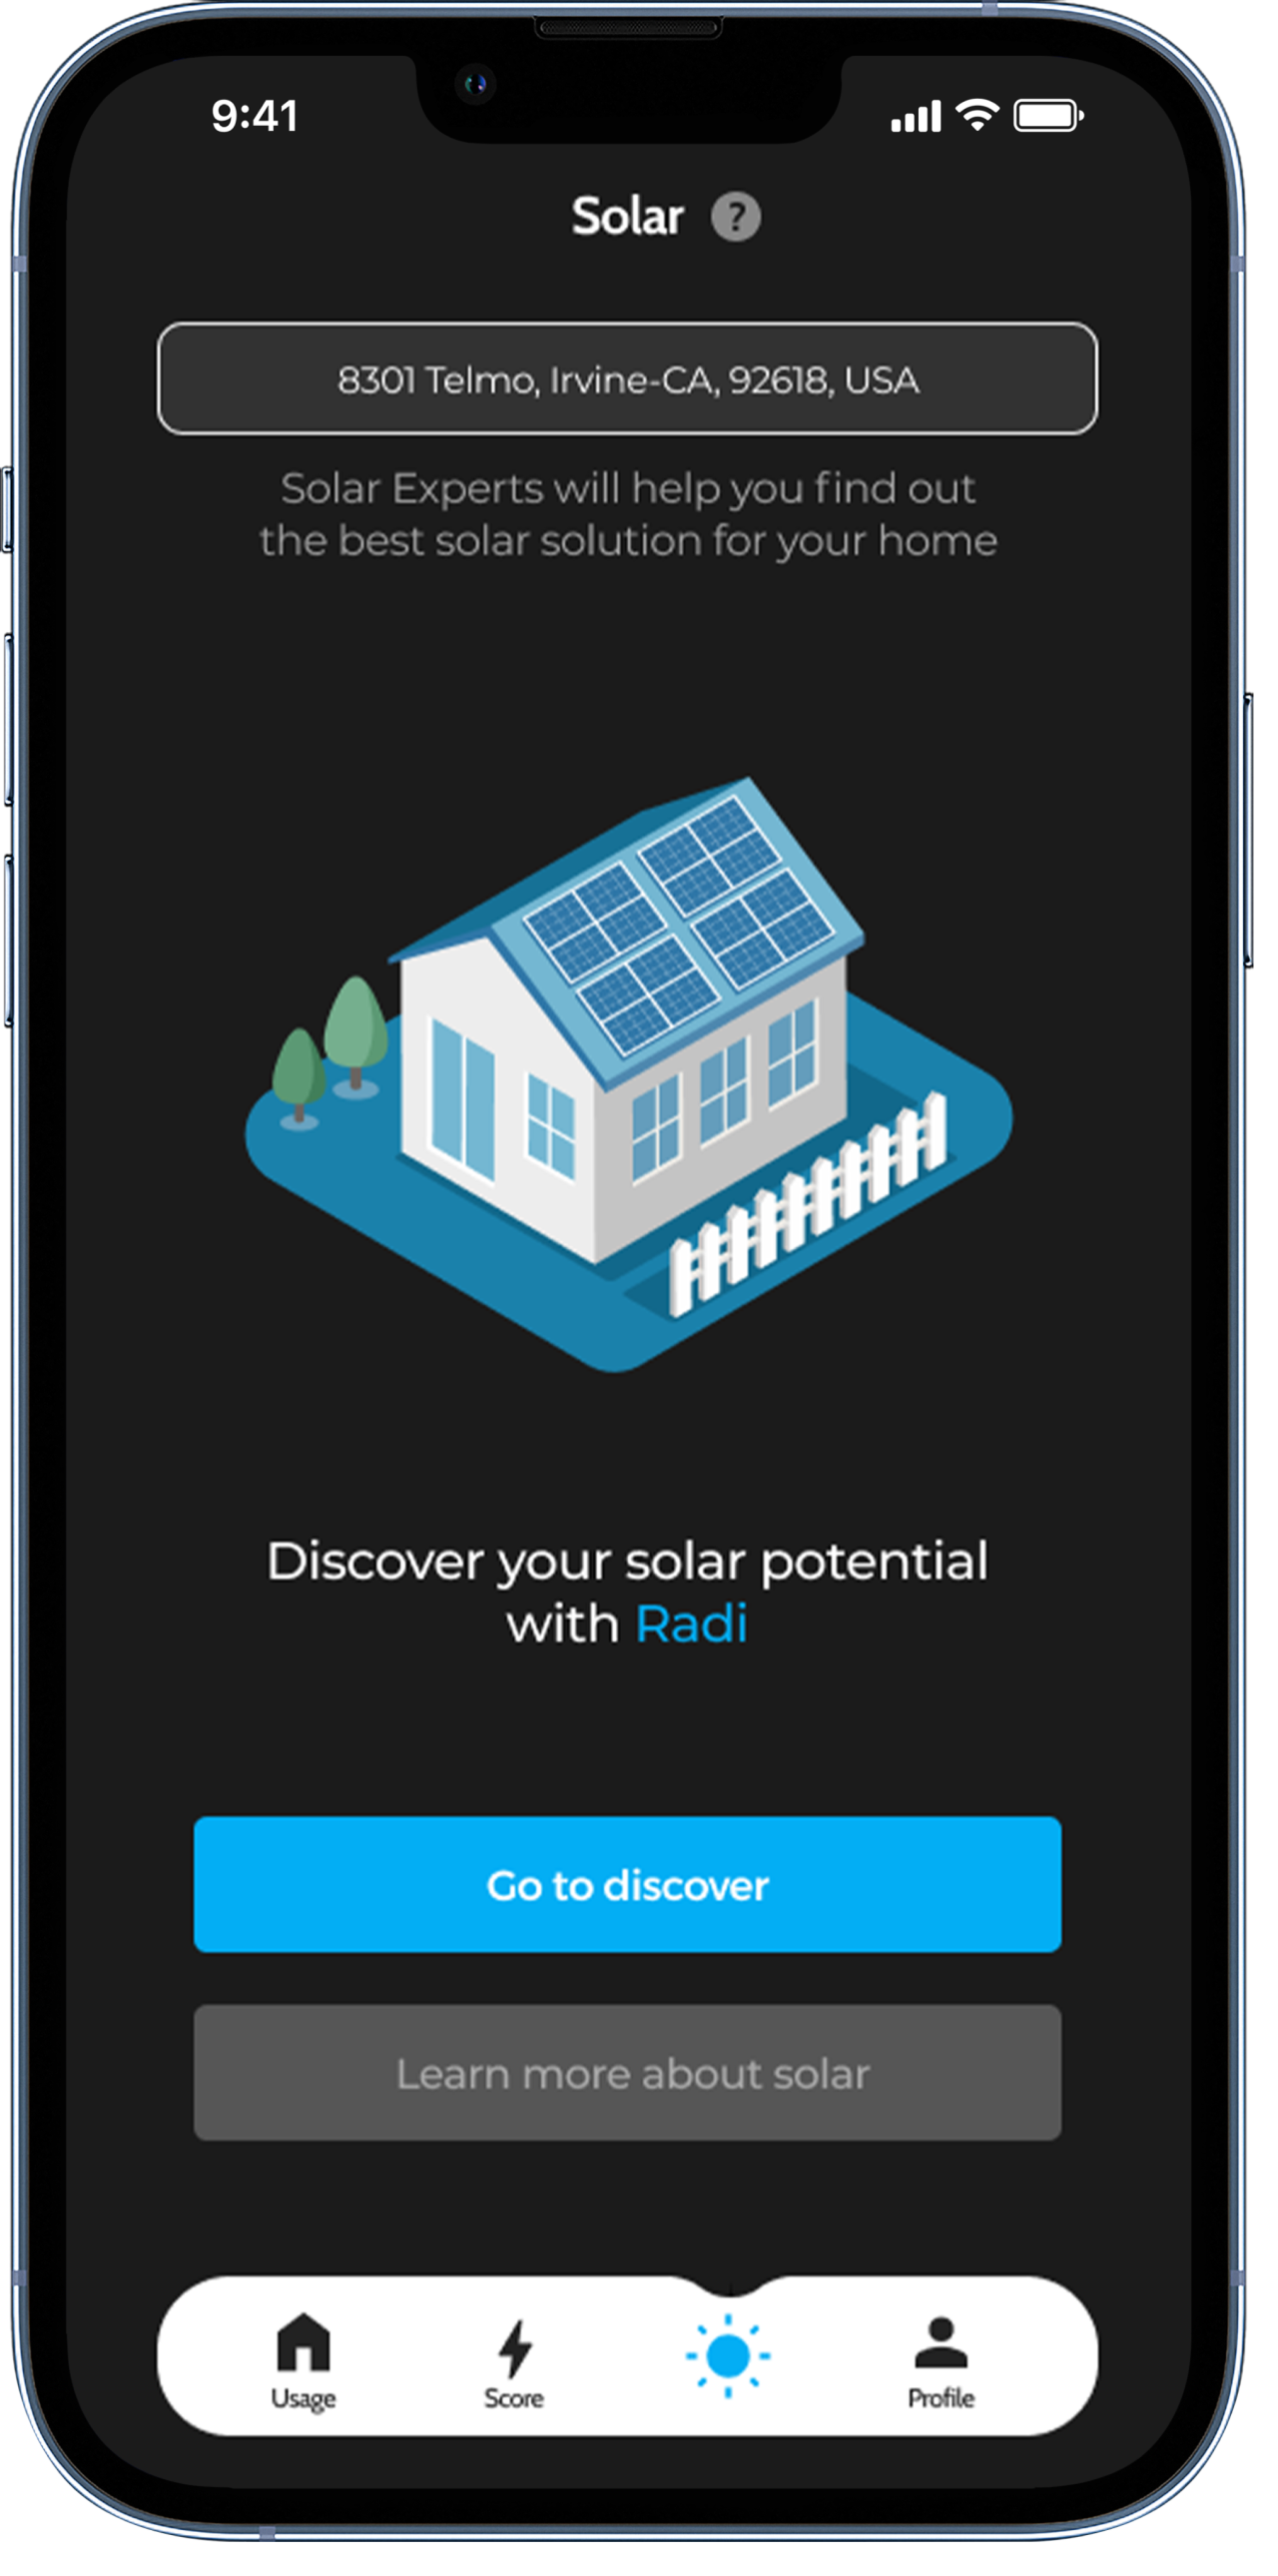 9:41
Solar ?
8301 Telmo, Irvine-CA, 92618, USA
Solar Experts will help you find out
the best solar solution for your home
Discover your solar potential
with Radi
Go to discover
Learn more about solar
Usage Score Profile